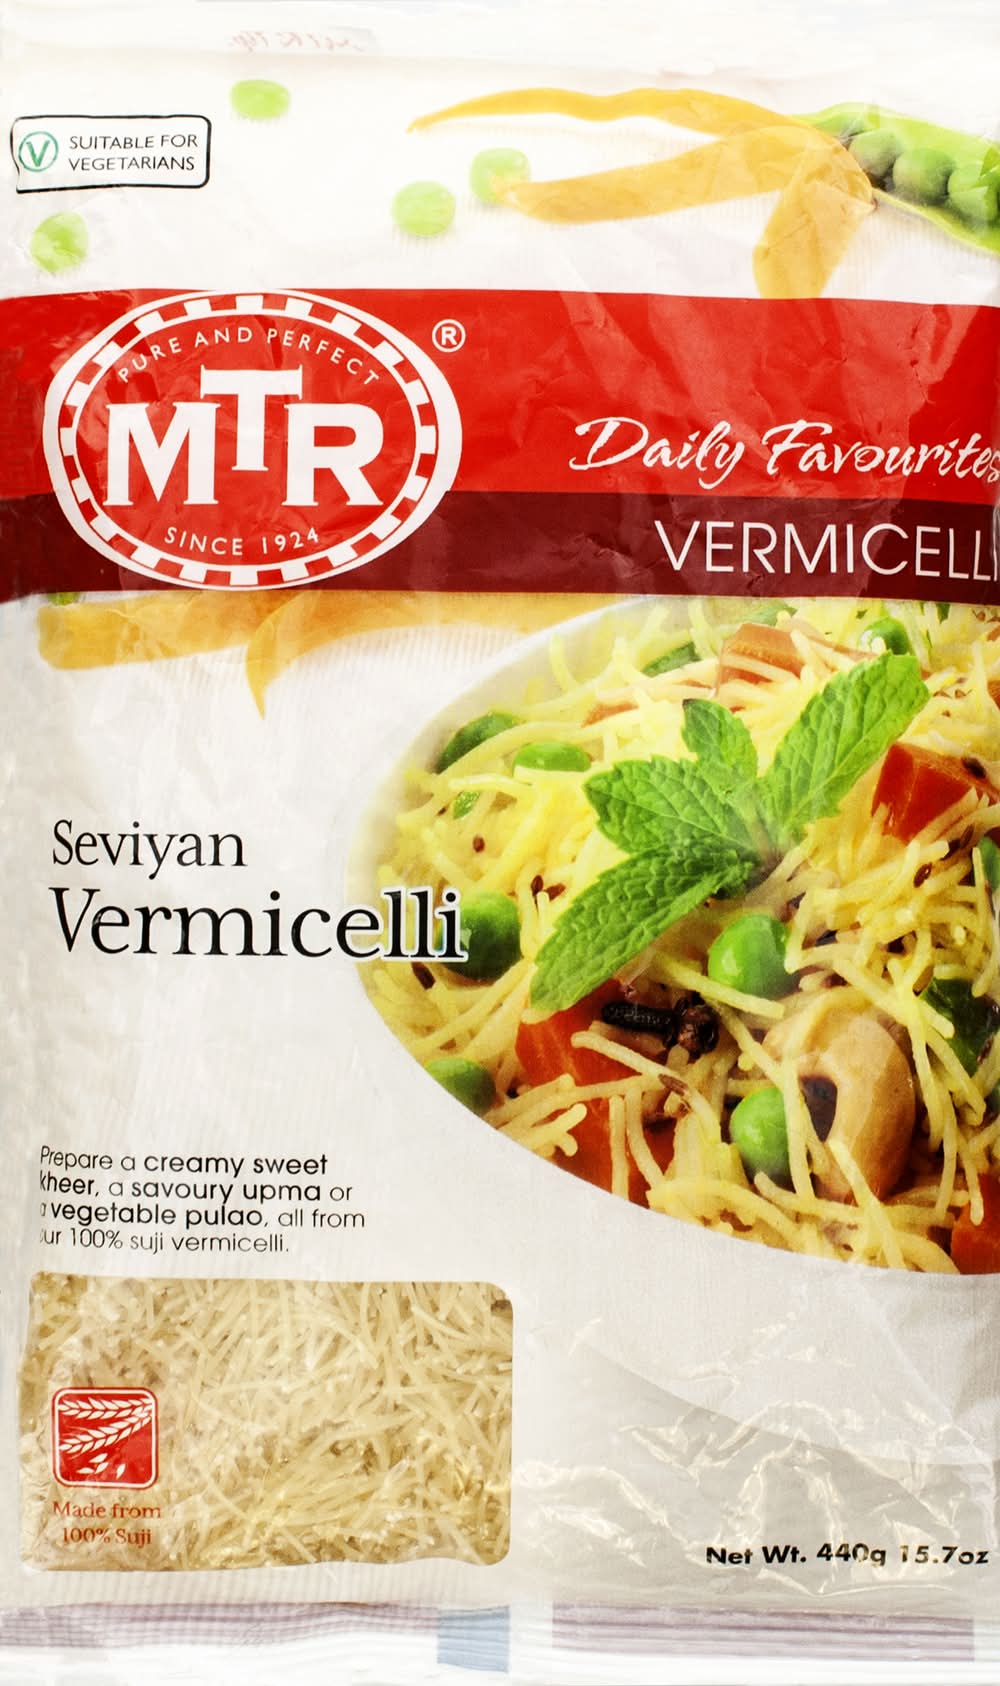 SUITABLE FOR
VEGETARIANS
PURE AND PERFECT
MTR
®
SINCE 1924
Daily Favourites
VERMICELLI
Seviyan
Vermicelli
Prepare a creamy sweet
kheer, a savoury upma or
a vegetable pulao, all from
ur 100% suji vermicelli.
Made from
100% Suji
Net Wt. 440g 15.7oz